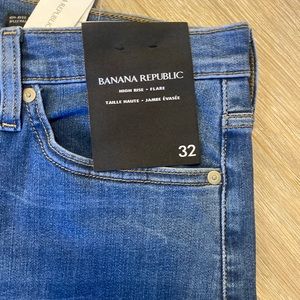 BANANA REPUBLIC
HIGH RISE - FLARE
TAILLE HAUTE - JAMBE ÉVASÉE
32